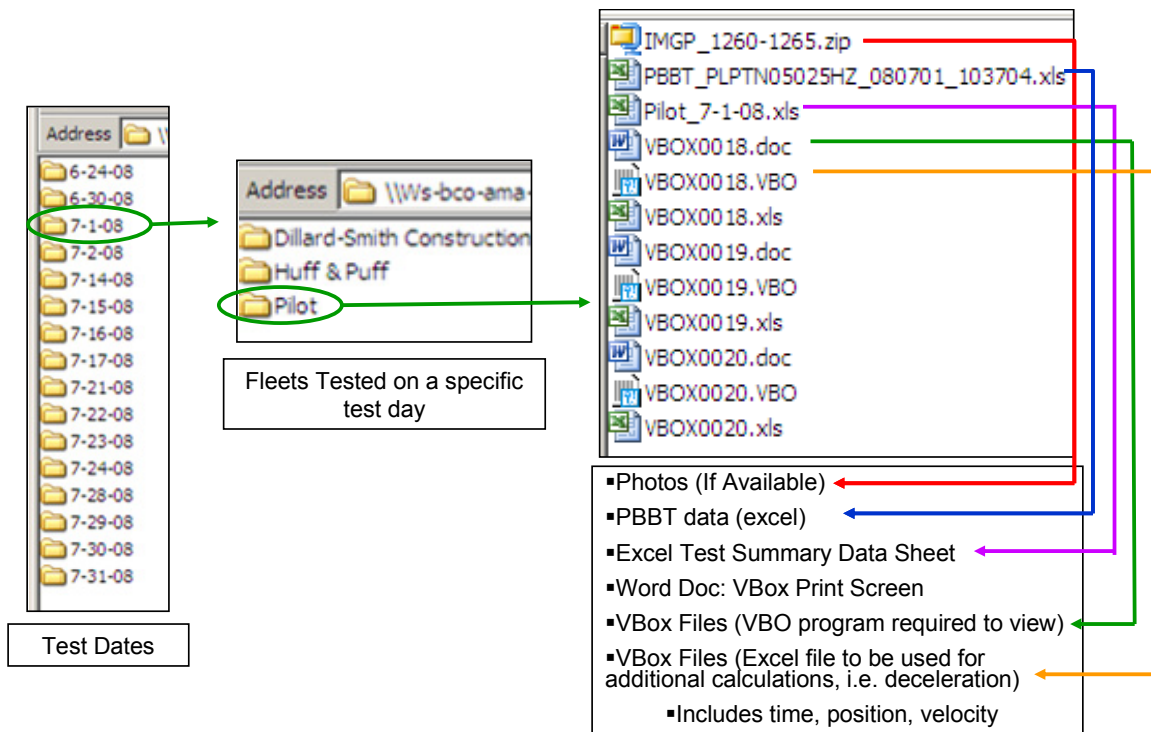 Address \
6-24-08
6-30-08
7-1-08
7-2-08
7-14-08
7-15-08
7-16-08
7-17-08
7-21-08
7-22-08
7-23-08
7-24-08
7-28-08
7-29-08
7-30-08
7-31-08
Test Dates
Address \\Ws-bco-ama-
Dillard-Smith Construction
Huff & Puff
Pilot
Fleets Tested on a specific
test day
IMGP_1260-1265.zip
PBBT_PLPTN05025HZ_080701_103704.xls
Pilot_7-1-08.xls
VBOX0018.doc
VBOX0018.VBO
VBOX0018.xls
VBOX0019.doc
VBOX0019.VBO
VBOX0019.xls
VBOX0020.doc
VBOX0020.VBO
VBOX0020.xls
▪Photos (If Available)
▪PBBT data (excel)
▪Excel Test Summary Data Sheet
▪Word Doc: VBox Print Screen
▪VBox Files (VBO program required to view)
▪VBox Files (Excel file to be used for
additional calculations, i.e. deceleration)
▪Includes time, position, velocity